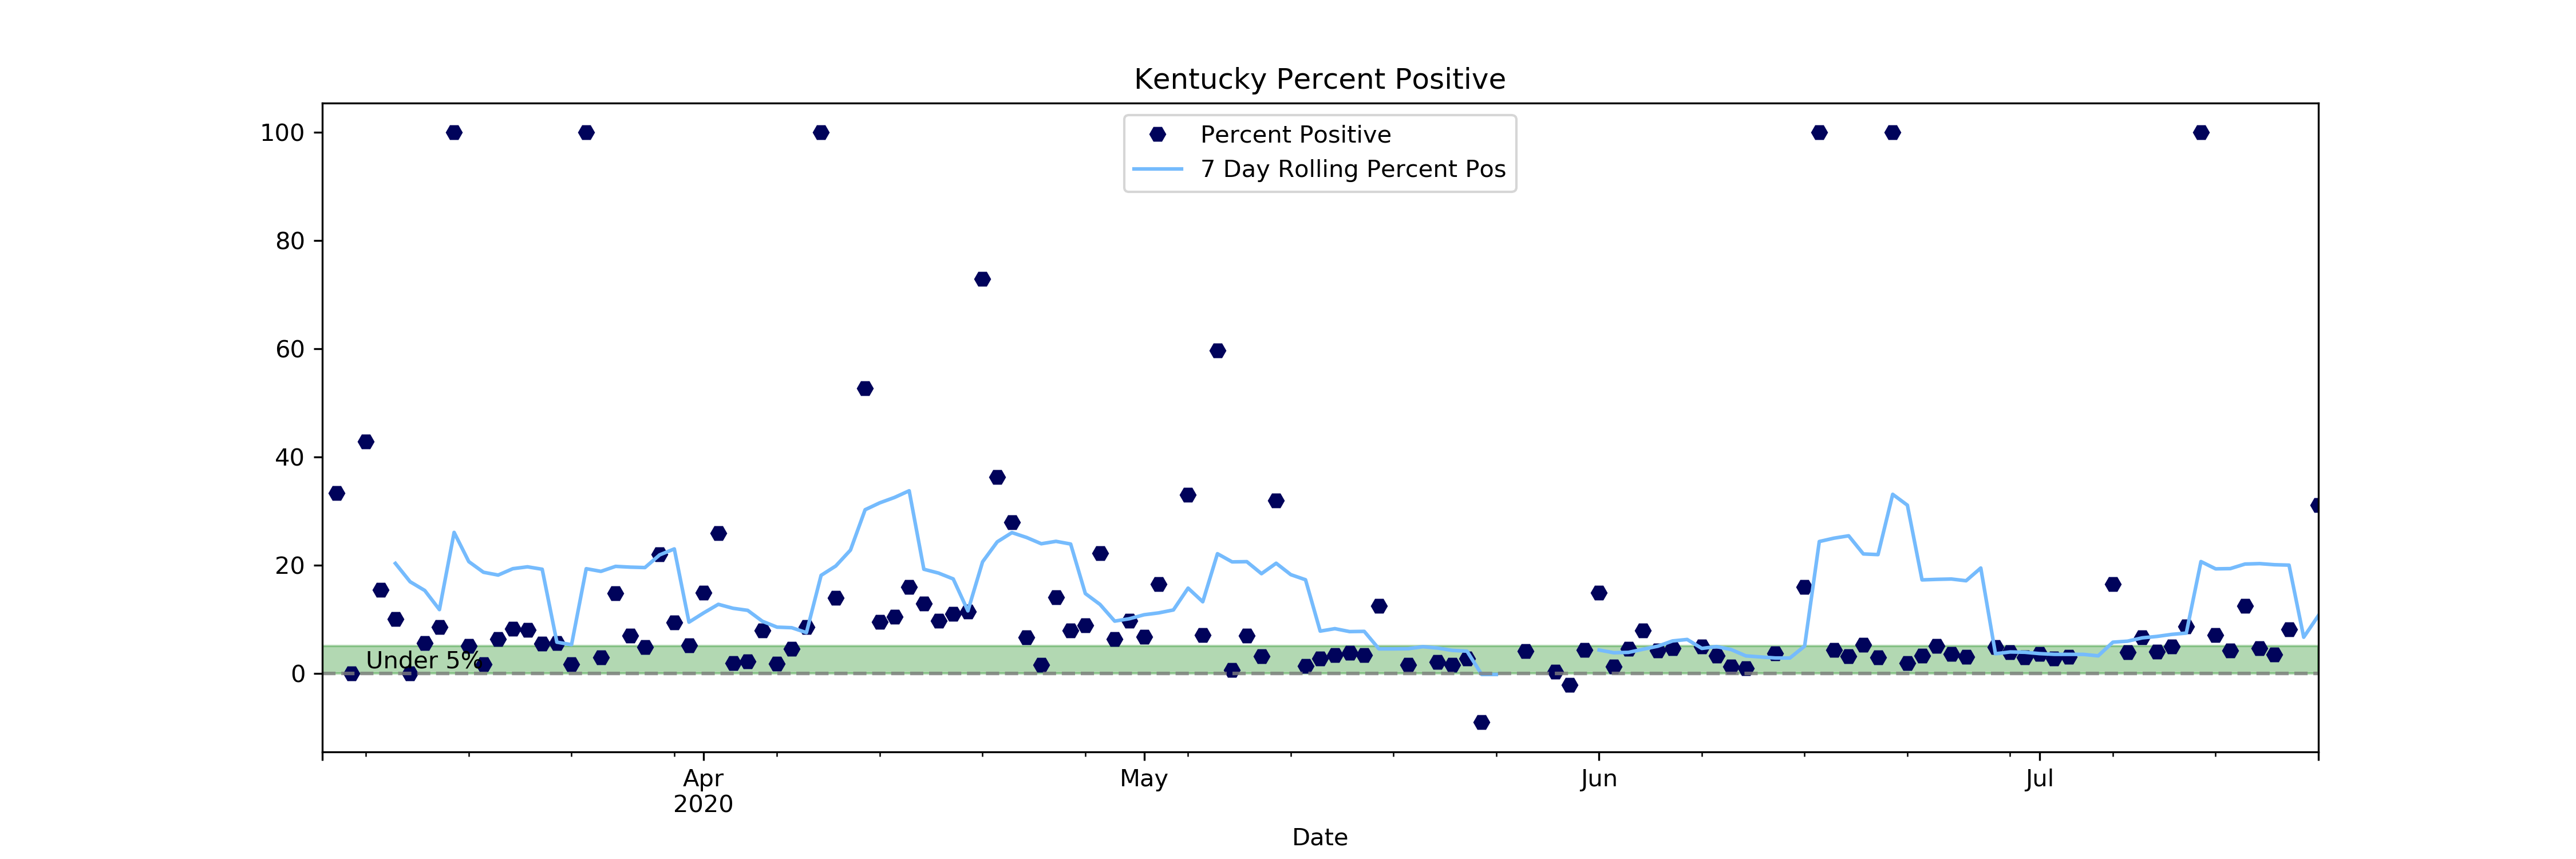 Kentucky Percent Positive
Percent Positive
7 Day Rolling Percent Pos
100
80
60
40
20
0
Under 5%
Apr
2020
May
Jun
Jul
Date